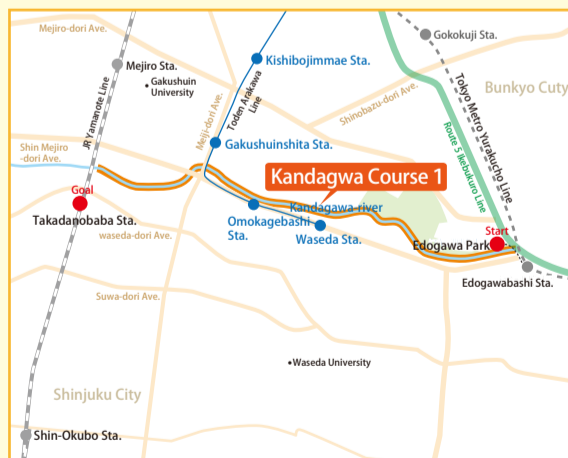 Mejiro-dori Ave.
Gokokuji Sta.
Mejiro Sta.
Kishibojimmae Sta.
Gakushuin
University
Bunkyo Cuty
JR Yamanote Line
Meiji-dori Ave.
Toden Arakawa
Line
Shinobazu-dori Ave.
Tokyo Metro Yurakucho Line
Route 5 Ikebukuro Line
Shin Mejiro
-dori Ave.
Gakushuinshita Sta.
Kandagwa Course 1
Goal
Takadanobaba Sta.
Kandagawa-river
Omokagebashi
Sta.
Waseda Sta.
waseda-dori Ave.
Start
Edogawa Park
Edogawabashi Sta.
Suwa-dori Ave.
Waseda University
Shinjuku City
Shin-Okubo Sta.